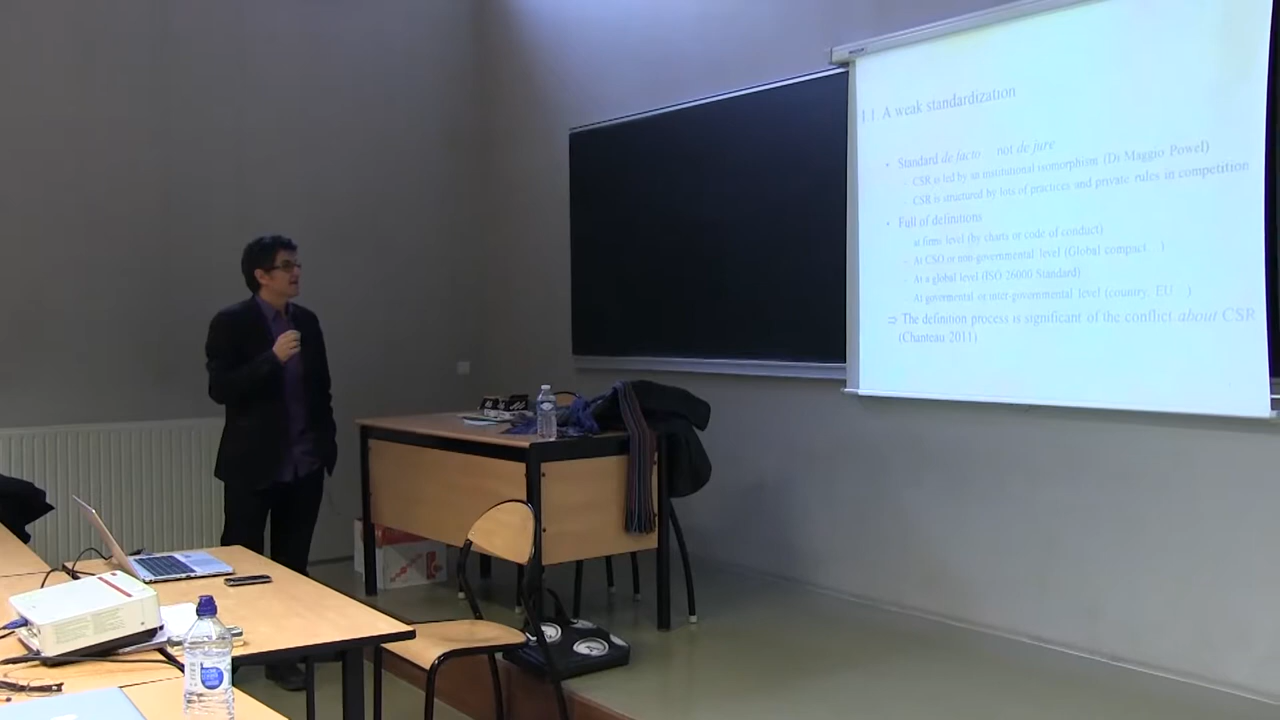 1.1. A weak standardization
• Standard de facto not de jure
- CSR is led by an institutional isomorphism (Di Maggio Powel)
- CSR is structured by lots of practices and private rules in competition
• Full of definitions
at firms level (by charts or code of conduct)
- At CSO or non-governmental level (Global compact…)
- At a global level (ISO 26000 Standard)
- At govermental or inter-governmental level (country, EU )
⇒ The definition process is significant of the conflict about CSR
(Chanteau 2011)